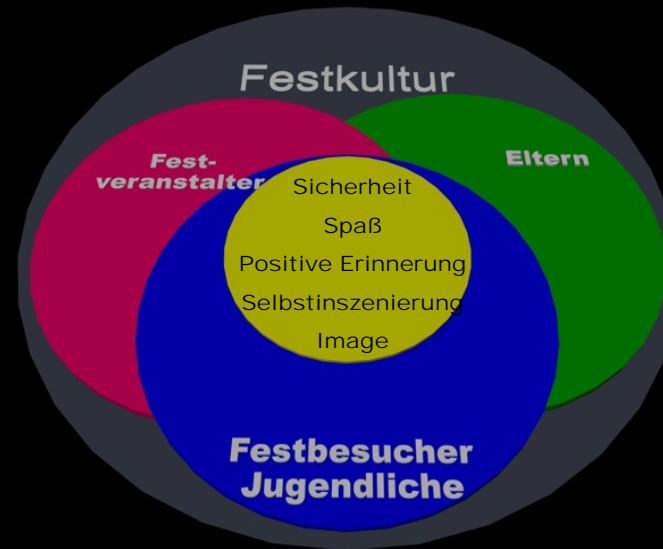 Festkultur
Fest-
veranstalter
Eltern
Sicherheit
Spaß
Positive Erinnerung
Selbstinszenierung
Image
Festbesucher
Jugendliche